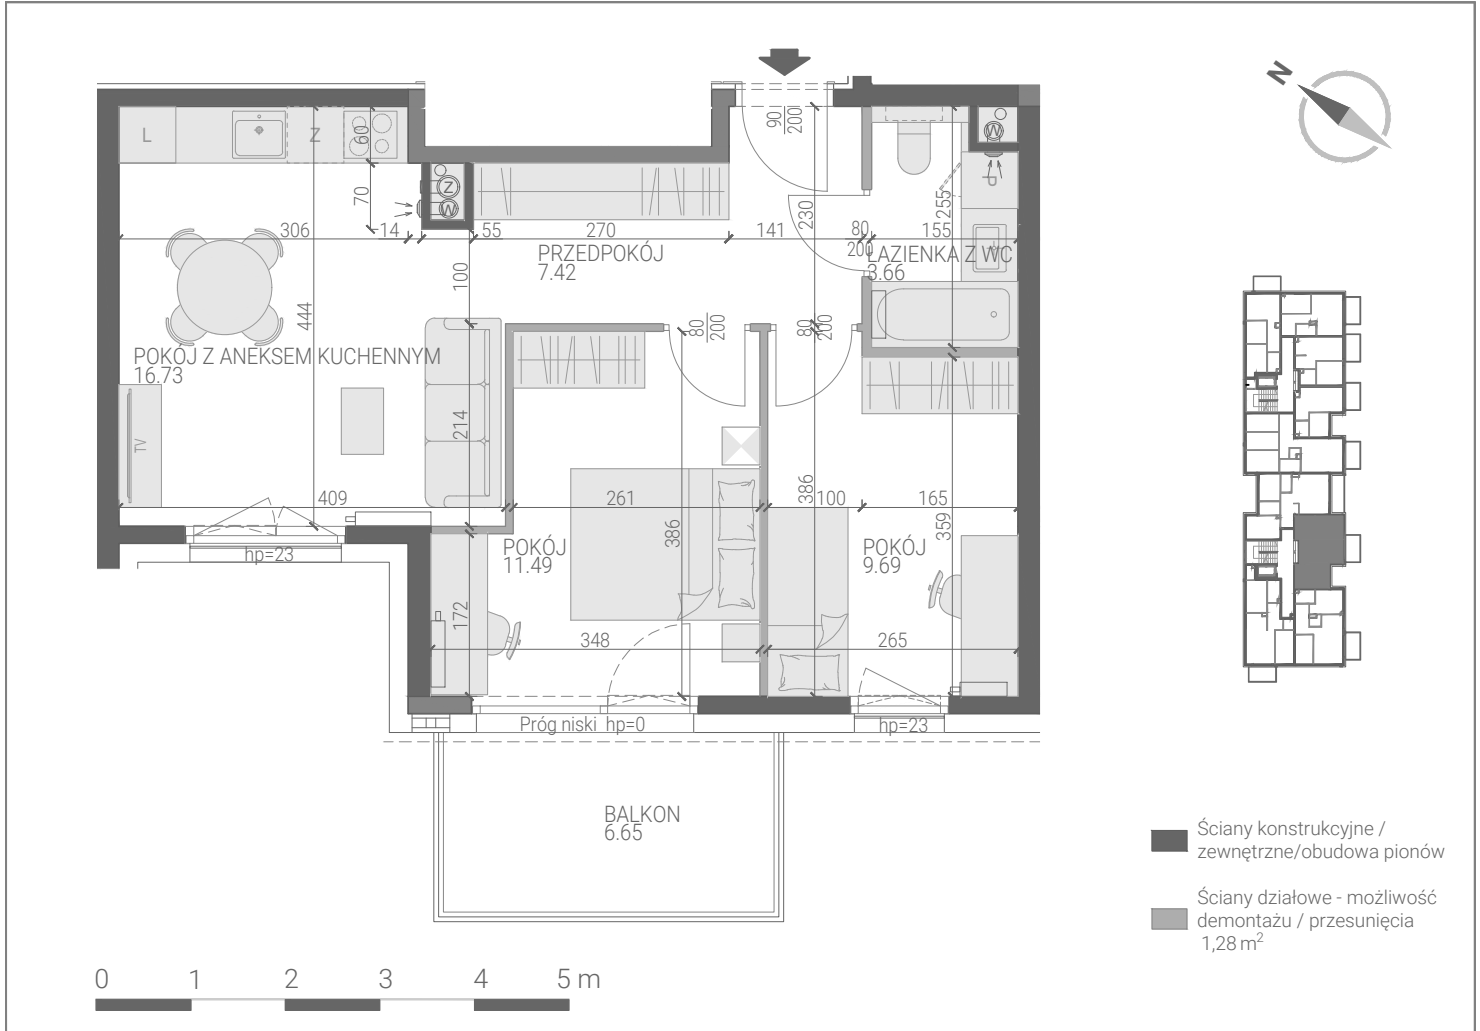 N
90
200
L
Z
60
70
Z
W
W
P
306
14
55
270
141
230
80
200
155
255
PRZEDPOKÓJ
7.42
ŁAZIENKA Z WC
3.66
100
444
80
200
80
200
POKÓJ Z ANEKSEM KUCHENNYM
16.73
TV
214
409
261
386
100
165
386
359
hp=23
POKÓJ
11.49
POKÓJ
9.69
172
348
265
Próg niski hp=0
hp=23
BALKON
6.65
Ściany konstrukcyjne /
zewnętrzne/obudowa pionów
Ściany działowe - możliwość
demontażu / przesunięcia
1,28 m²
0 1 2 3 4 5 m